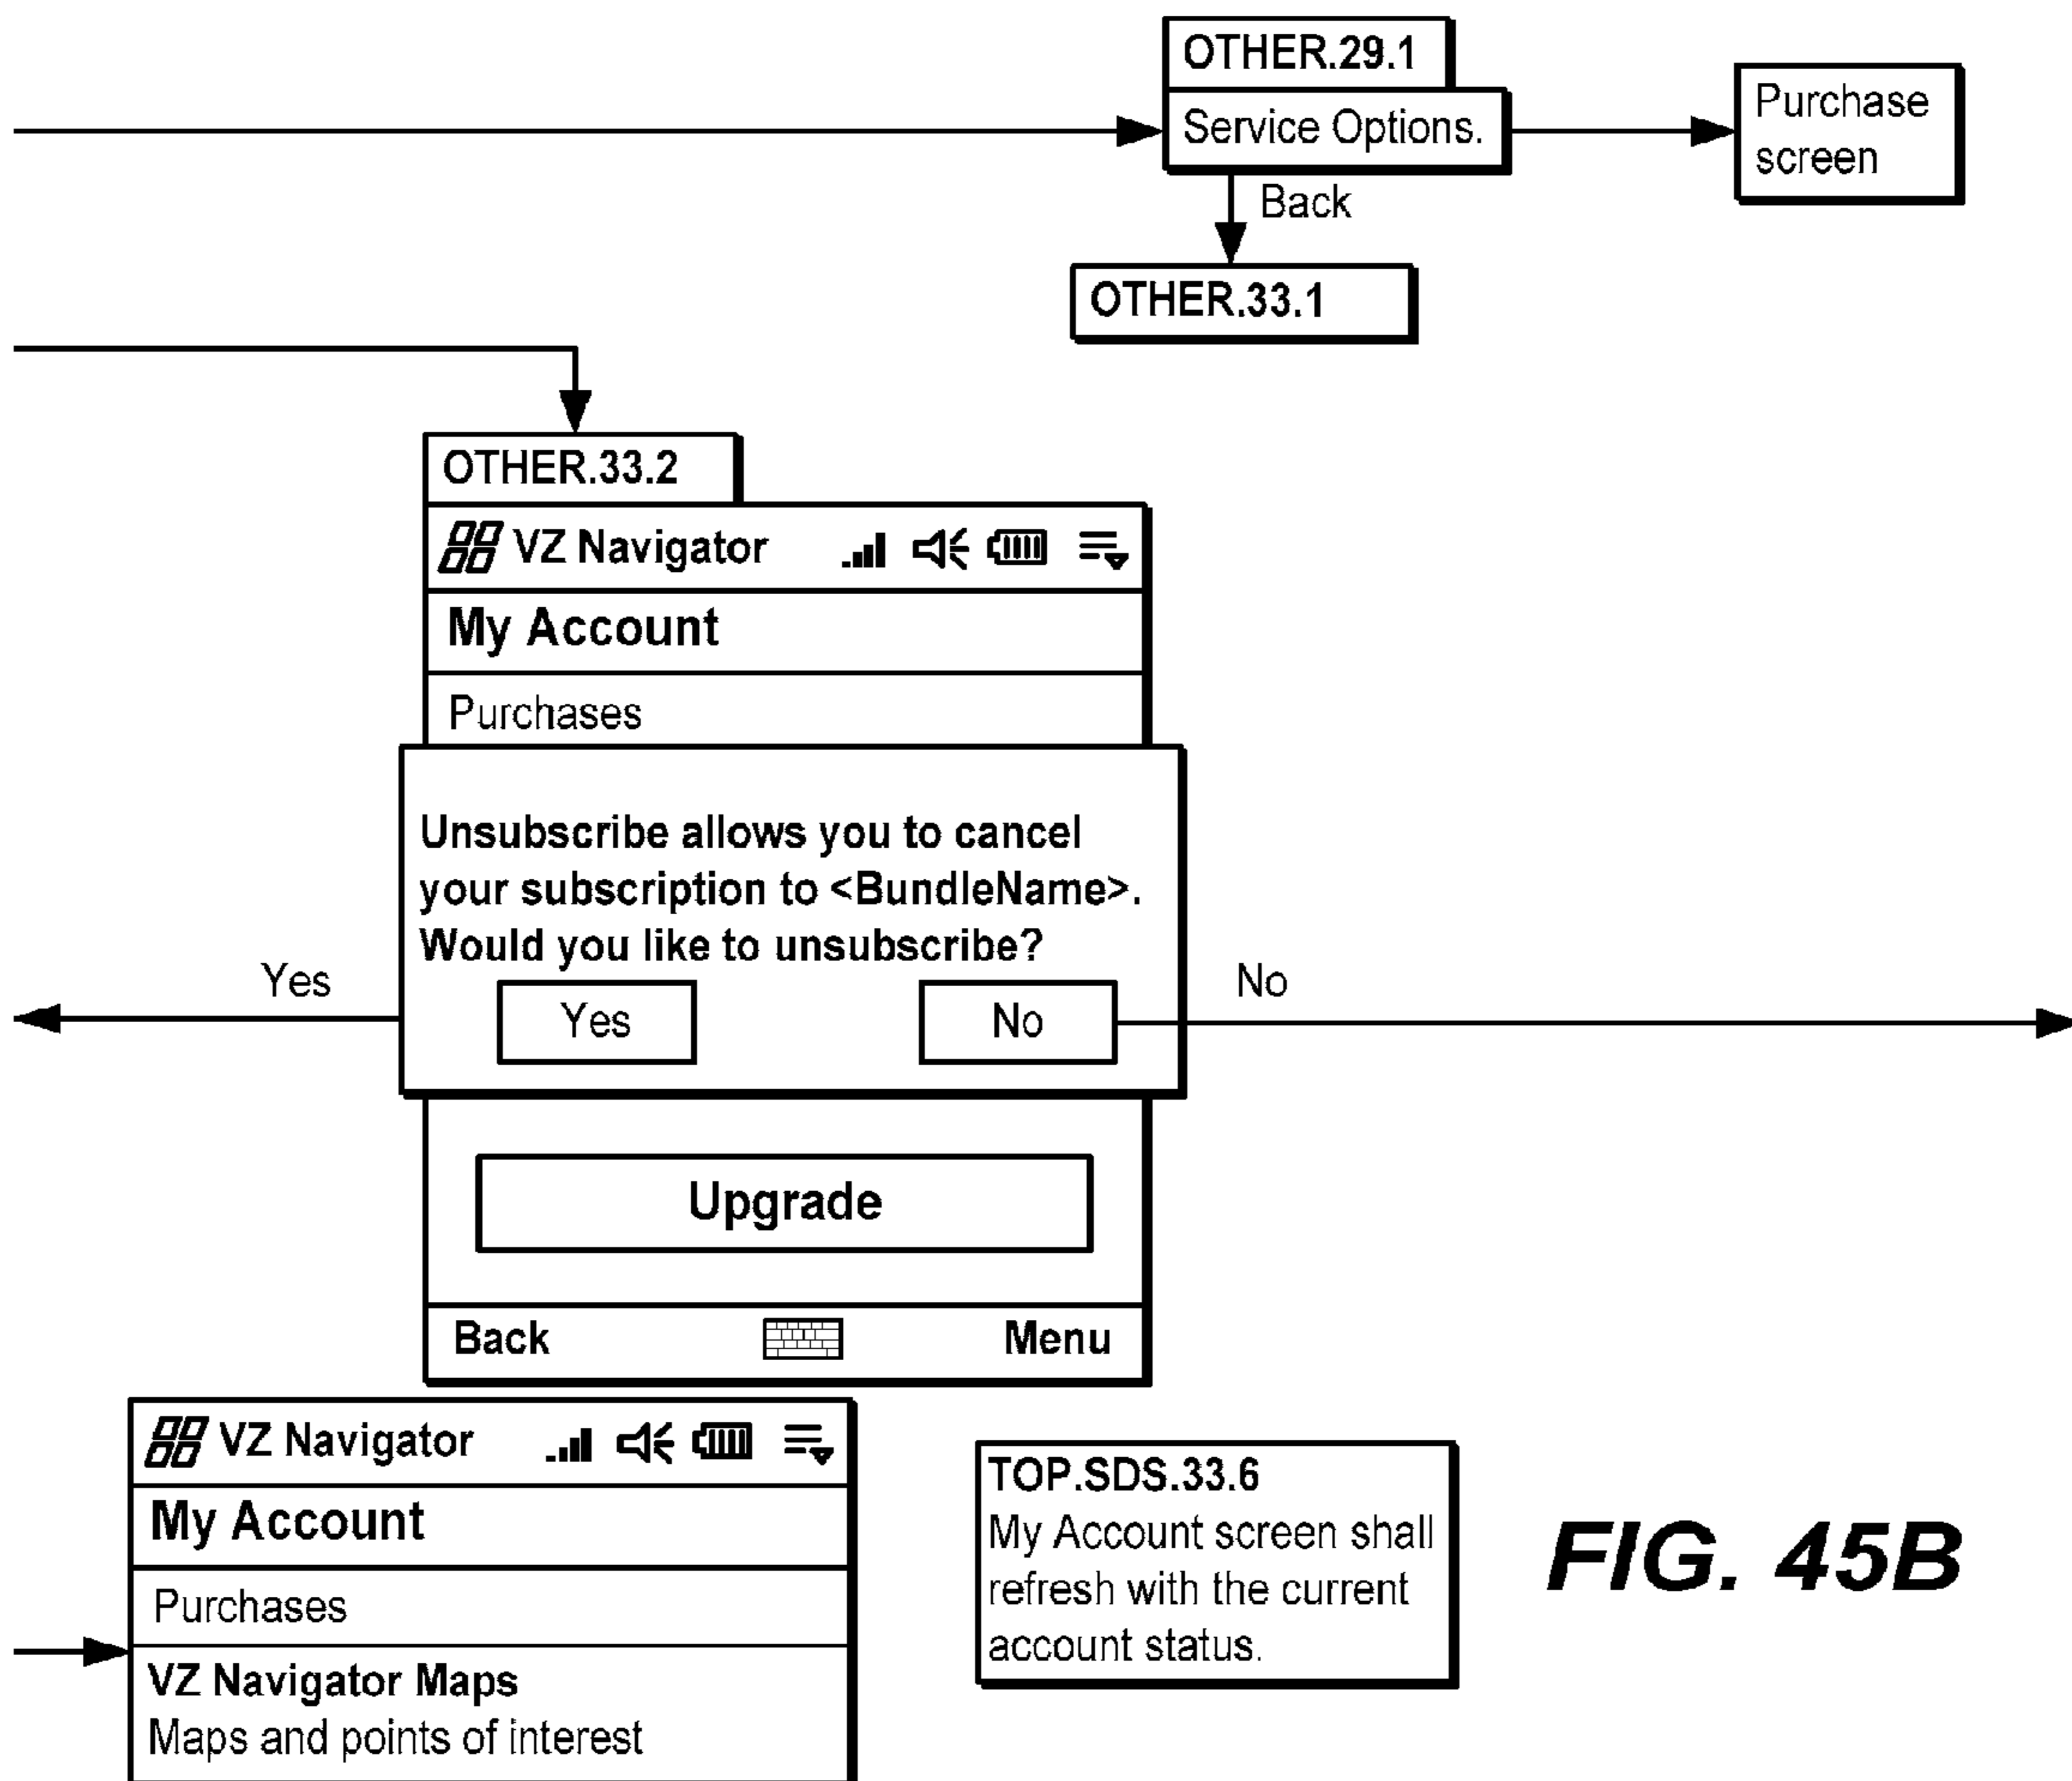 OTHER.29.1
Service Options.
Purchase
screen
Back
OTHER.33.1
OTHER.33.2
VZ Navigator
My Account
Purchases
Unsubscribe allows you to cancel
your subscription to <BundleName>.
Would you like to unsubscribe?
Yes
Yes
No
No
Upgrade
Back
Menu
VZ Navigator
My Account
Purchases
VZ Navigator Maps
Maps and points of interest
TOP.SDS.33.6
My Account screen shall
refresh with the current
account status.
FIG. 45B